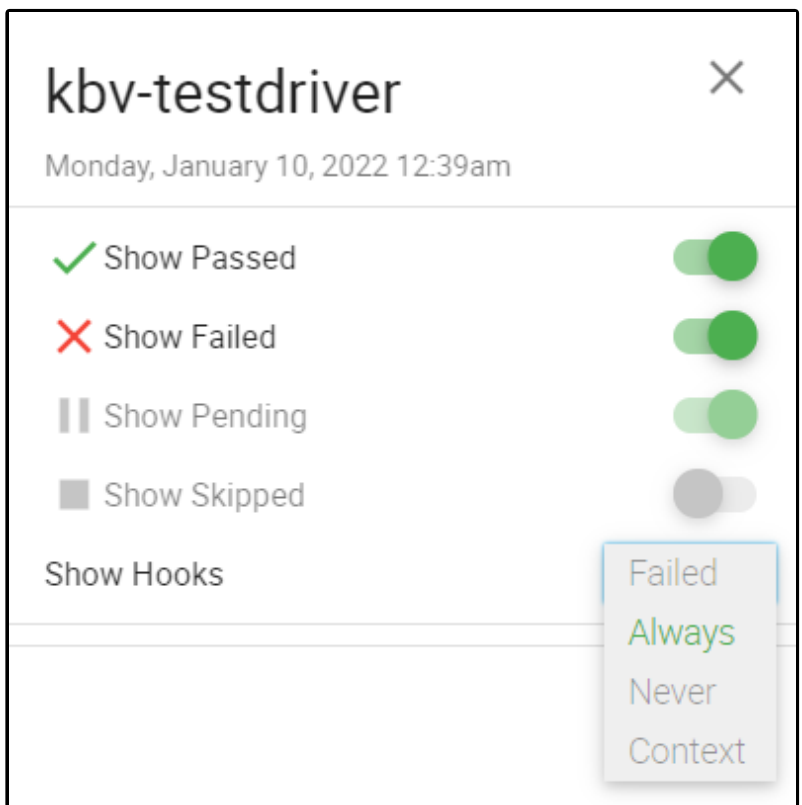 kbv-testdriver
Monday, January 10, 2022 12:39am
Show Passed
Show Failed
Show Pending
Show Skipped
Show Hooks
Failed
Always
Never
Context